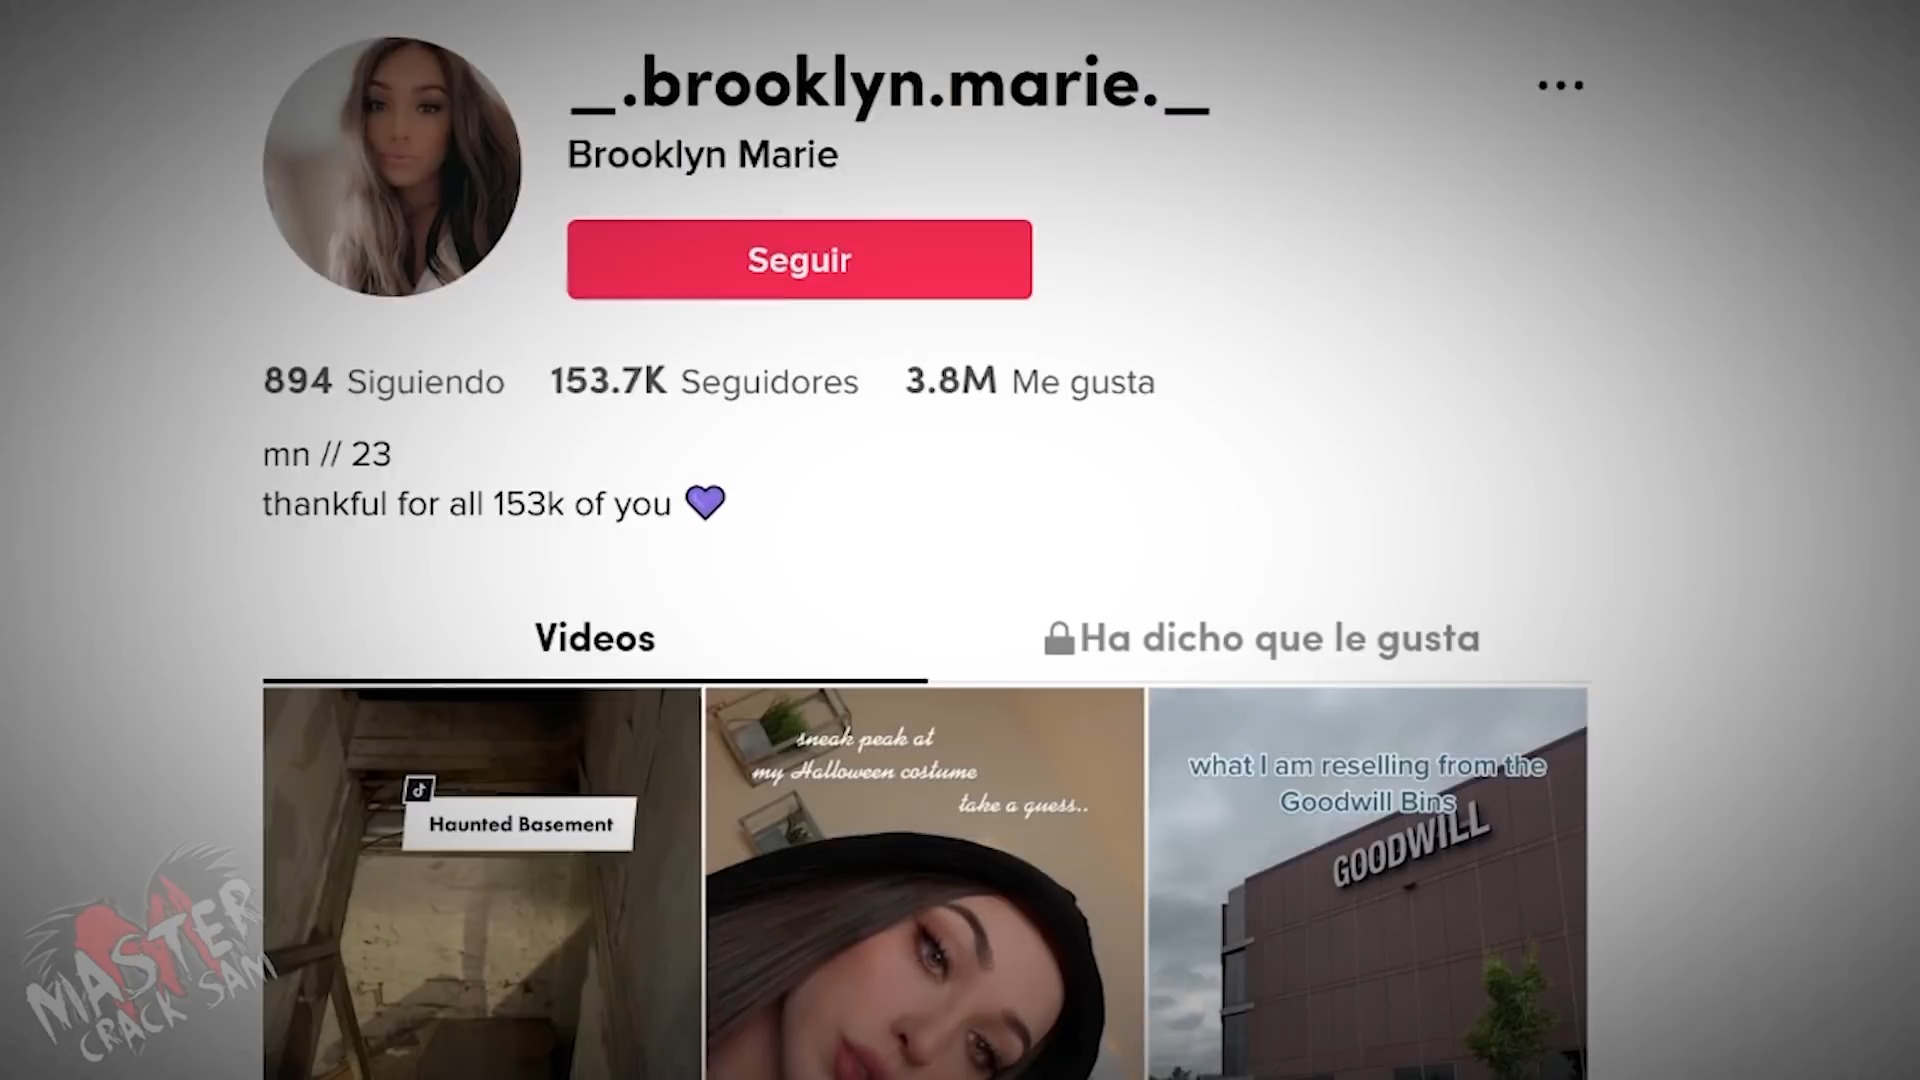 _.brooklyn.marie._
Brooklyn Marie
Seguir
894 Siguiendo 153.7K Seguidores 3.8M Me gusta
mn // 23
thankful for all 153k of you 💜
Videos
Ha dicho que le gusta
Haunted Basement
sneak peak at
my Halloween costume
take a guess..
what I am reselling from the
Goodwill Bins
GOODWILL
MASTER
CRACK SAM